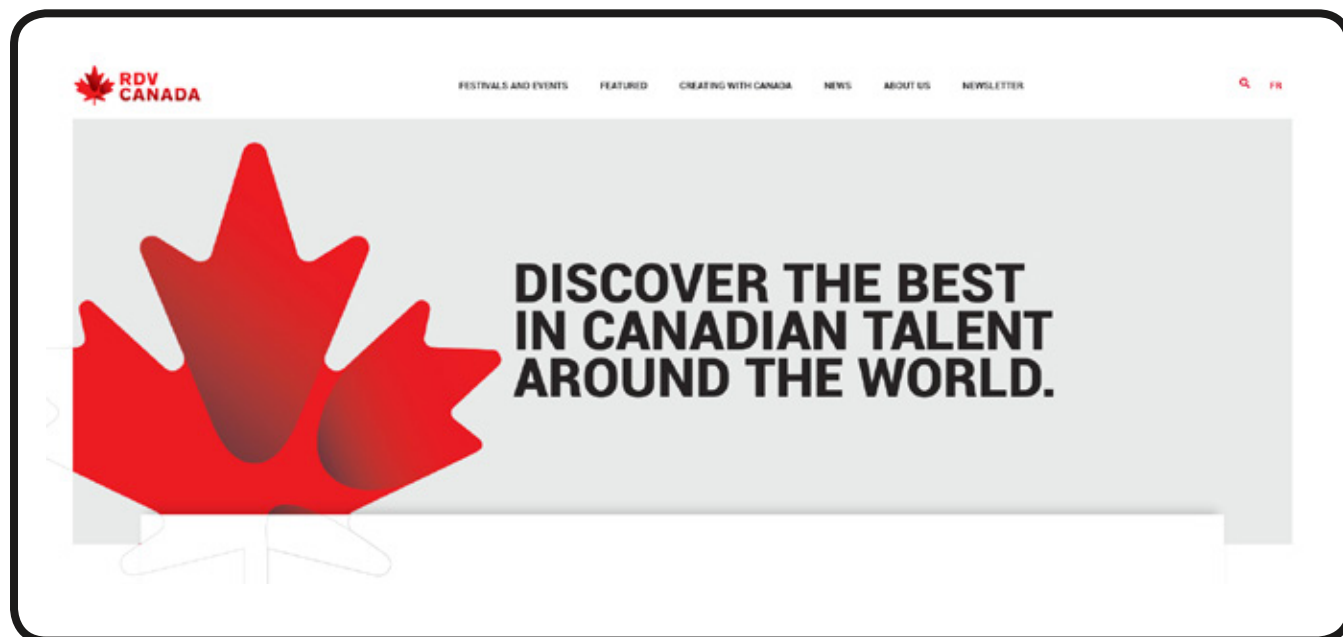 RDV
CANADA
FESTIVALS AND EVENTS FEATURED CREATING WITH CANADA NEWS ABOUT US NEWSLETTER
FR
DISCOVER THE BEST
IN CANADIAN TALENT
AROUND THE WORLD.